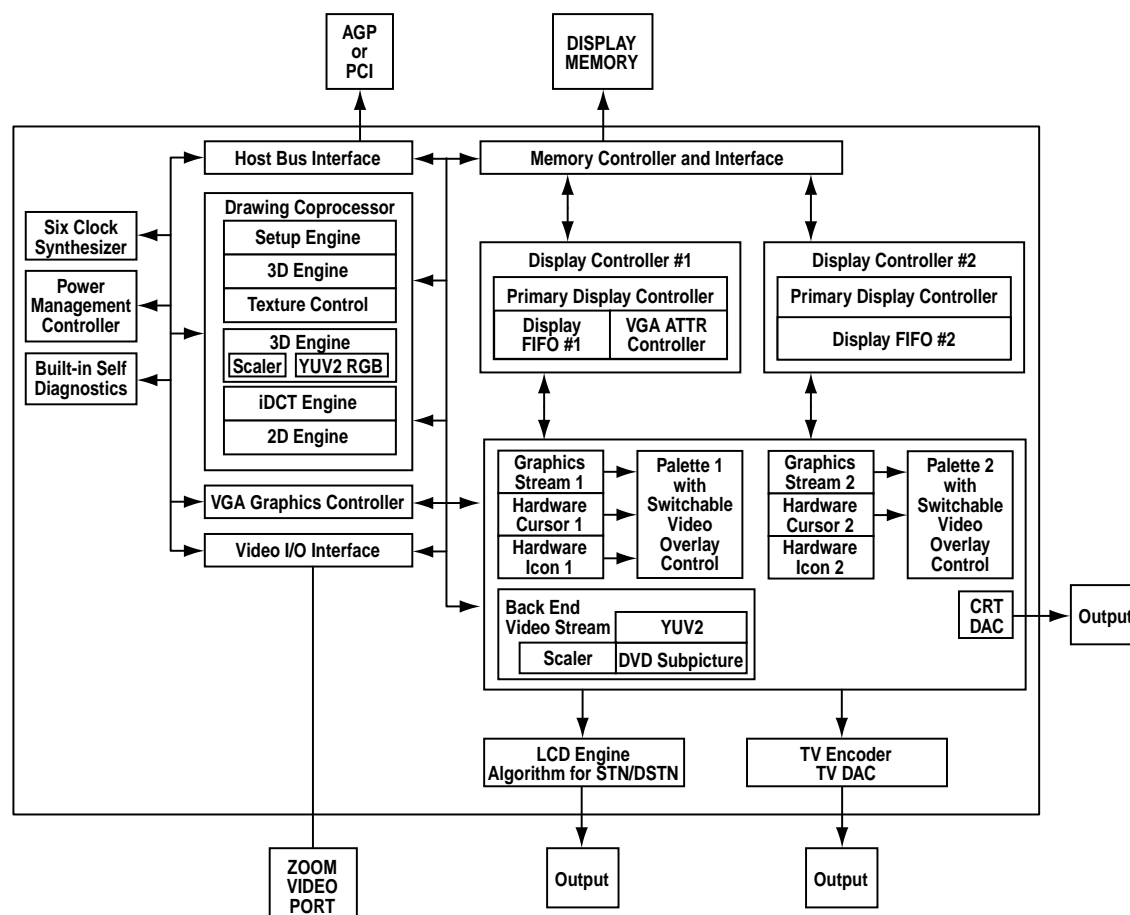 AGP
or
PCI
DISPLAY
MEMORY
Host Bus Interface
Memory Controller and Interface
Six Clock
Synthesizer
Power
Management
Controller
Built-in Self
Diagnostics
Drawing Coprocessor
Setup Engine
3D Engine
Texture Control
3D Engine
Scaler
YUV2 RGB
iDCT Engine
2D Engine
VGA Graphics Controller
Video I/O Interface
Display Controller #1
Primary Display Controller
Display
FIFO #1
VGA ATTR
Controller
Display Controller #2
Primary Display Controller
Display FIFO #2
Graphics
Stream 1
Hardware
Cursor 1
Hardware
Icon 1
Palette 1
with
Switchable
Video
Overlay
Control
Graphics
Stream 2
Hardware
Cursor 2
Hardware
Icon 2
Palette 2
with
Switchable
Video
Overlay
Control
Back End
Video Stream
YUV2
Scaler
DVD Subpicture
CRT
DAC
Output
LCD Engine
Algorithm for STN/DSTN
TV Encoder
TV DAC
ZOOM
VIDEO
PORT
Output
Output